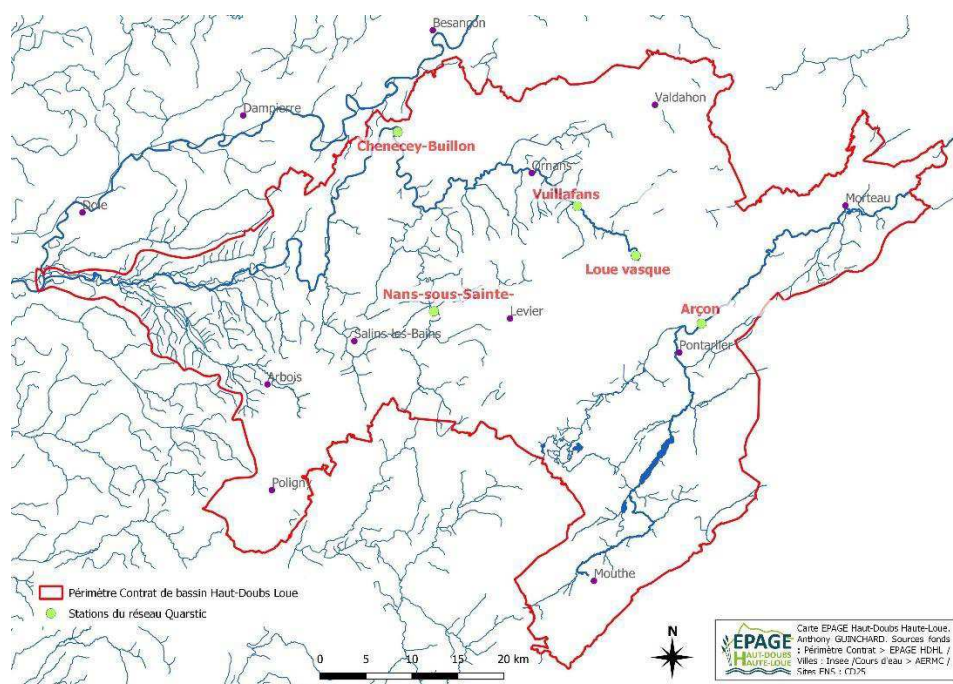 Besançon
Dampierre
Valdahon
Chenecey-Buillon
Ornans
Vuillafans
Dole
Morteau
Loue vasque
Nans-sous-Sainte-
Levier
Arçon
Salins-les-Bains
Pontarlier
Arbois
Poligny
Mouthe
Périmètre Contrat de bassin Haut-Doubs Loue
Stations du réseau Quarstic
0 10 20 km
N
EPAGE
HAUT-DOUBS
HAUTE-LOUE
Carte EPAGE Haut-Doubs Haute-Loue.
Anthony GUINCHARD. Sources fonds
: Périmètre Contrat > EPAGE HDHL /
Villes : Insee /Cours d'eau > AERMC /
Sites ENS : CD25